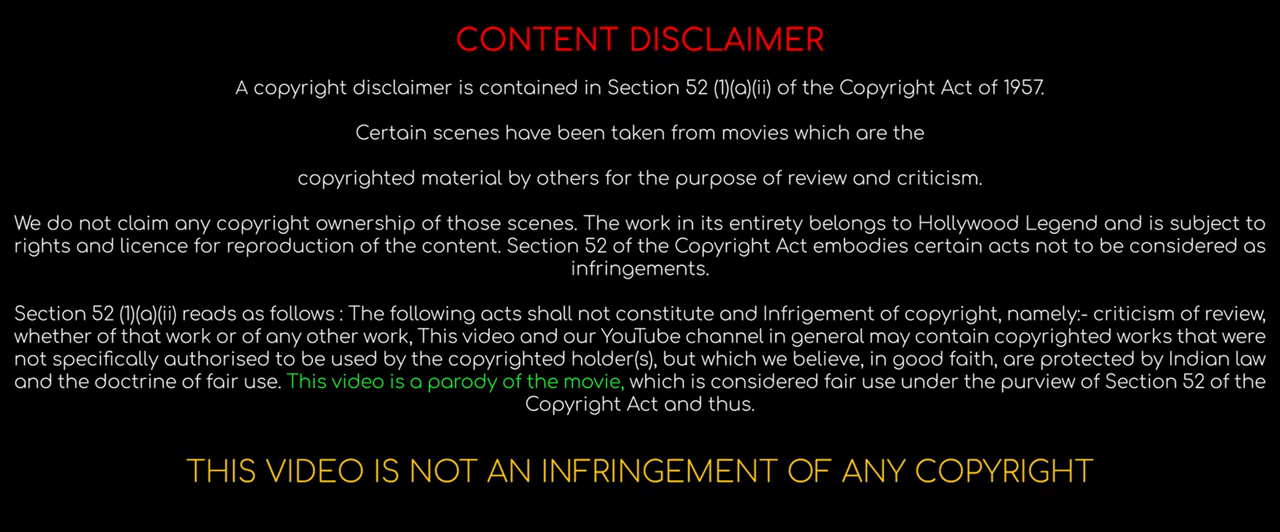 CONTENT DISCLAIMER
A copyright disclaimer is contained in Section 52 (1)(a)(ii) of the Copyright Act of 1957.
Certain scenes have been taken from movies which are the
copyrighted material by others for the purpose of review and criticism.
We do not claim any copyright ownership of those scenes. The work in its entirety belongs to Hollywood Legend and is subject to
rights and licence for reproduction of the content. Section 52 of the Copyright Act embodies certain acts not to be considered as
infringements.
Section 52 (1)(a)(ii) reads as follows : The following acts shall not constitute and Infrigement of copyright, namely:- criticism of review,
whether of that work or of any other work, This video and our YouTube channel in general may contain copyrighted works that were
not specifically authorised to be used by the copyrighted holder(s), but which we believe, in good faith, are protected by Indian law
and the doctrine of fair use. This video is a parody of the movie, which is considered fair use under the purview of Section 52 of the
Copyright Act and thus.
THIS VIDEO IS NOT AN INFRINGEMENT OF ANY COPYRIGHT